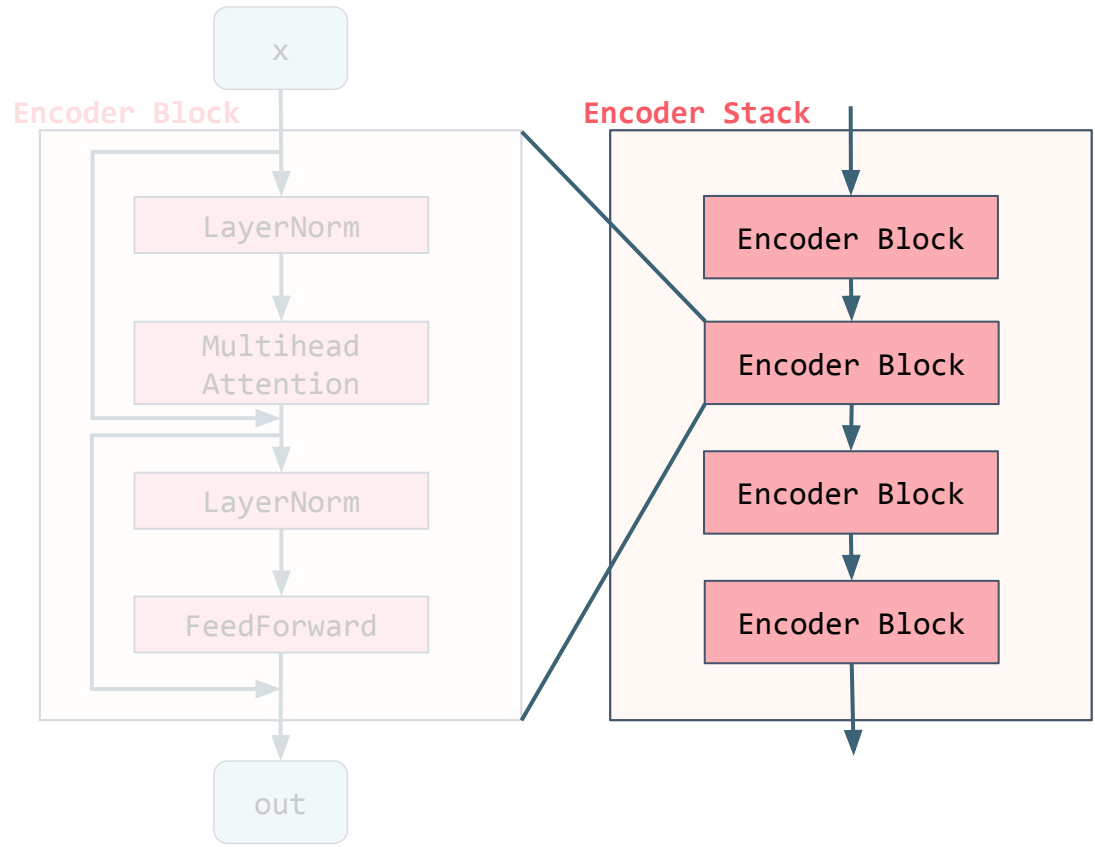 x
Encoder Block
LayerNorm
Multihead
Attention
LayerNorm
FeedForward
out
Encoder Stack
Encoder Block
Encoder Block
Encoder Block
Encoder Block